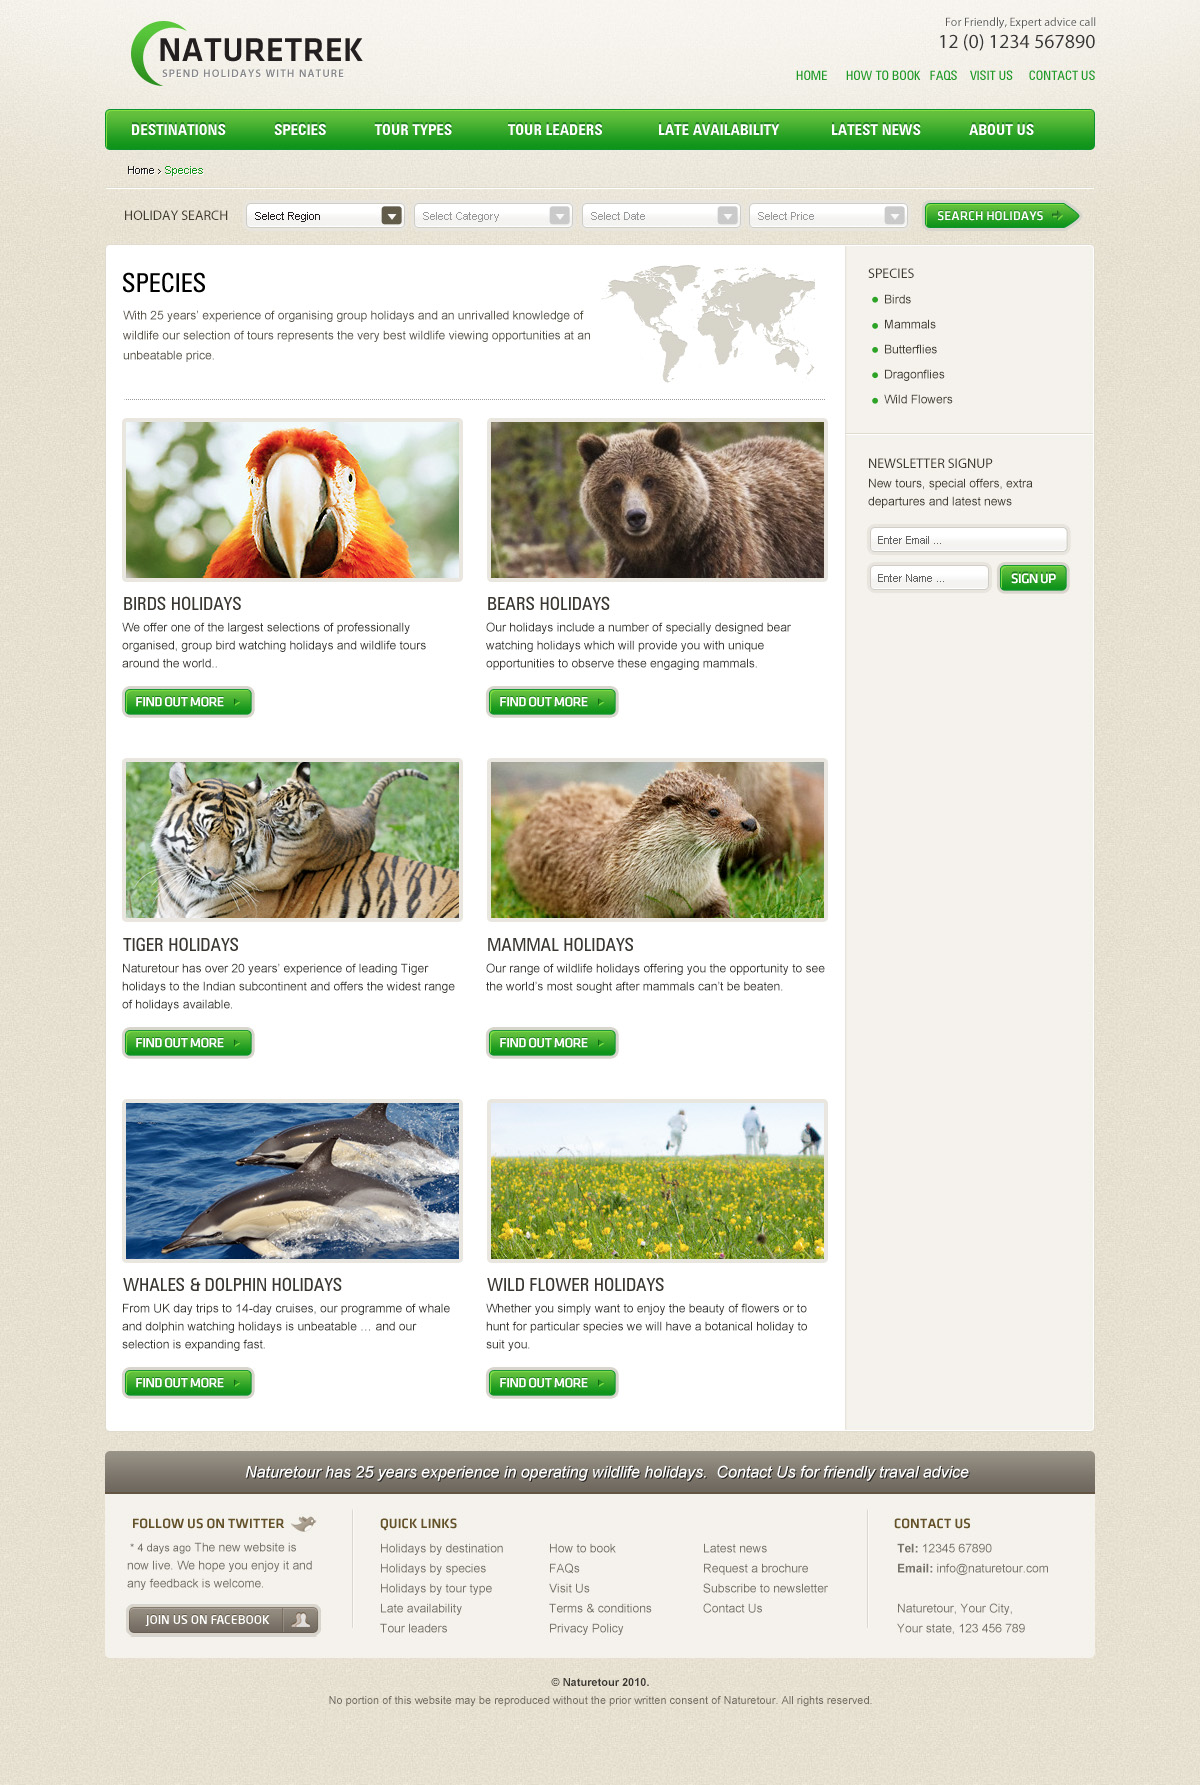 For Friendly, Expert advice call
12 (0) 1234 567890
NATURETREK
SPEND HOLIDAYS WITH NATURE
HOME HOW TO BOOK FAQS VISIT US CONTACT US
DESTINATIONS SPECIES TOUR TYPES TOUR LEADERS LATE AVAILABILITY LATEST NEWS ABOUT US
Home › Species
HOLIDAY SEARCH Select Region Select Category Select Date Select Price SEARCH HOLIDAYS
SPECIES
With 25 years' experience of organising group holidays and an unrivalled knowledge of
wildlife our selection of tours represents the very best wildlife viewing opportunities at an
unbeatable price.
SPECIES
Birds
Mammals
Butterflies
Dragonflies
Wild Flowers
NEWSLETTER SIGNUP
New tours, special offers, extra
departures and latest news
Enter Email ...
Enter Name ... SIGN UP
BIRDS HOLIDAYS
We offer one of the largest selections of professionally
organised, group bird watching holidays and wildlife tours
around the world..
FIND OUT MORE
BEARS HOLIDAYS
Our holidays include a number of specially designed bear
watching holidays which will provide you with unique
opportunities to observe these engaging mammals.
FIND OUT MORE
TIGER HOLIDAYS
Naturetour has over 20 years' experience of leading Tiger
holidays to the Indian subcontinent and offers the widest range
of holidays available.
FIND OUT MORE
MAMMAL HOLIDAYS
Our range of wildlife holidays offering you the opportunity to see
the world's most sought after mammals can't be beaten.
FIND OUT MORE
WHALES & DOLPHIN HOLIDAYS
From UK day trips to 14-day cruises, our programme of whale
and dolphin watching holidays is unbeatable ... and our
selection is expanding fast.
FIND OUT MORE
WILD FLOWER HOLIDAYS
Whether you simply want to enjoy the beauty of flowers or to
hunt for particular species we will have a botanical holiday to
suit you.
FIND OUT MORE
Naturetour has 25 years experience in operating wildlife holidays. Contact Us for friendly traval advice
FOLLOW US ON TWITTER
* 4 days ago The new website is
now live. We hope you enjoy it and
any feedback is welcome.
JOIN US ON FACEBOOK
QUICK LINKS
Holidays by destination
Holidays by species
Holidays by tour type
Late availability
Tour leaders
How to book
FAQs
Visit Us
Terms & conditions
Privacy Policy
Latest news
Request a brochure
Subscribe to newsletter
Contact Us
CONTACT US
Tel: 12345 67890
Email: info@naturetour.com
Naturetour, Your City,
Your state, 123 456 789
© Naturetour 2010.
No portion of this website may be reproduced without the prior written consent of Naturetour. All rights reserved.